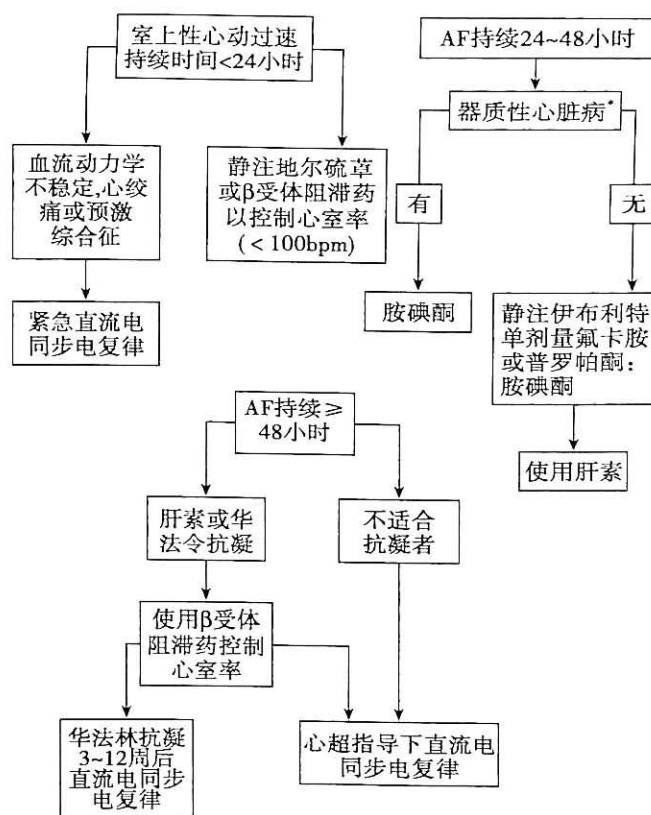 室上性心动过速
持续时间<24小时
血流动力学
不稳定,心绞
痛或预激
综合征
紧急直流电
同步电复律
静注地尔硫䓬
或β受体阻滞药
以控制心室率
(<100bpm)
AF持续24~48小时
器质性心脏病*
有
无
胺碘酮
静注伊布利特
单剂量氟卡胺
或普罗帕酮:
胺碘酮
使用肝素
AF持续≥
48小时
肝素或华
法令抗凝
不适合
抗凝者
使用β受体
阻滞药控制
心室率
华法林抗凝
3~12周后
直流电同步
电复律
心超指导下直流电
同步电复律